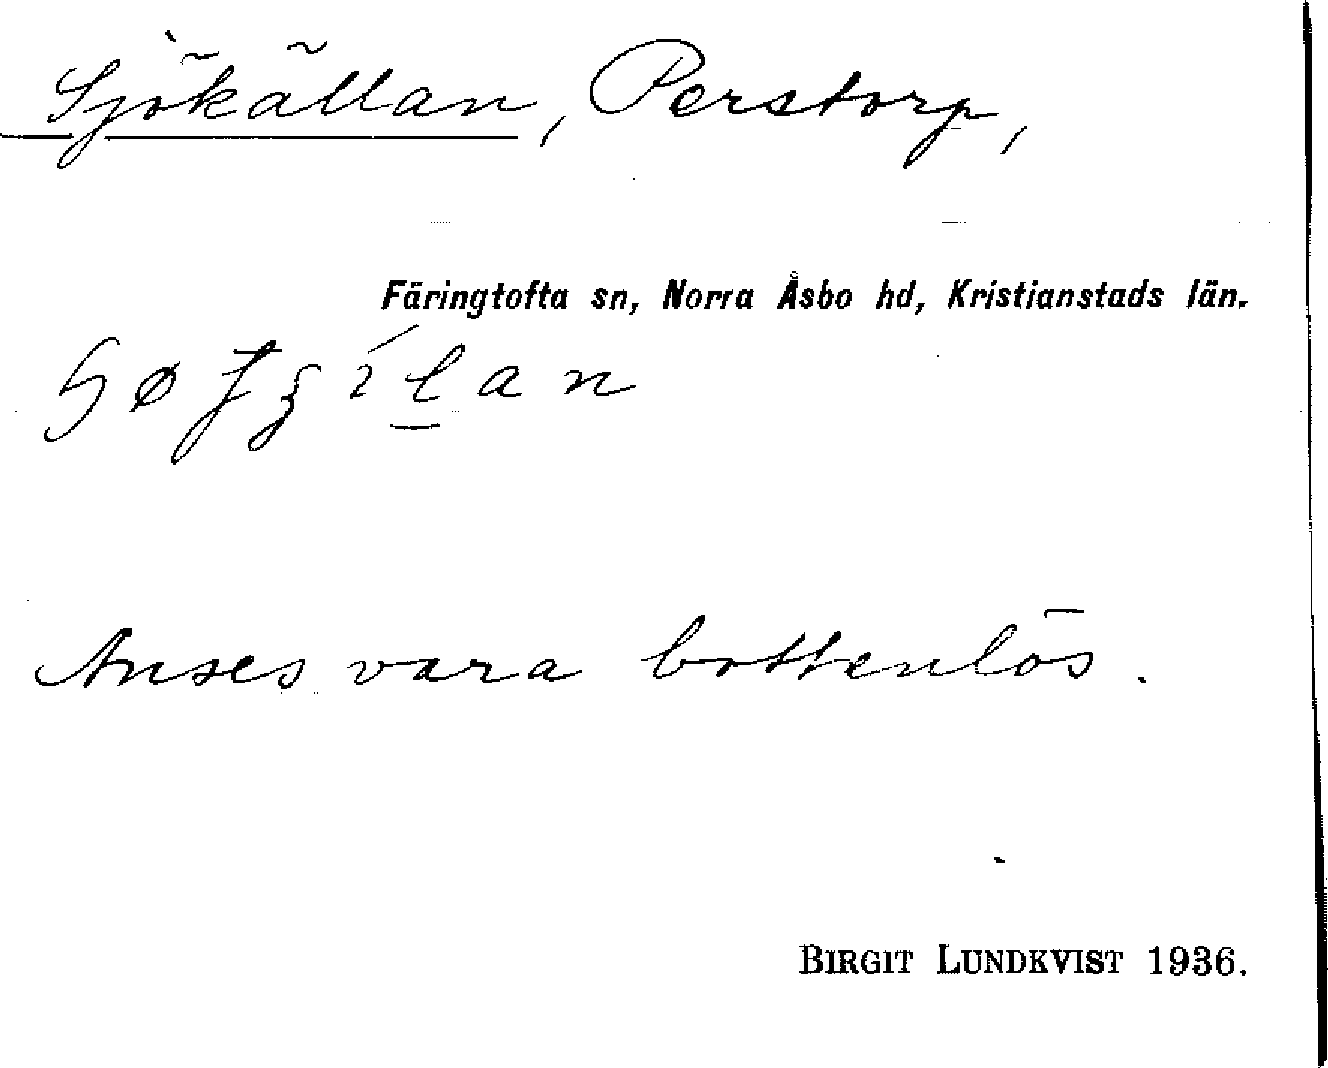 Sjökällan, Perstorp,
Färingtofta sn, Norra Åsbo hd, Kristianstads län.
Anses vara bottenlös.
BIRGIT LUNDKVIST 1936.